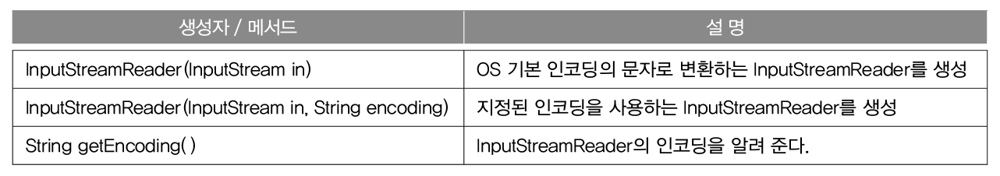 생성자 / 메서드 설 명
InputStreamReader(InputStream in) OS 기본 인코딩의 문자로 변환하는 InputStreamReader를 생성
InputStreamReader(InputStream in, String encoding) 지정된 인코딩을 사용하는 InputStreamReader를 생성
String getEncoding( ) InputStreamReader의 인코딩을 알려 준다.